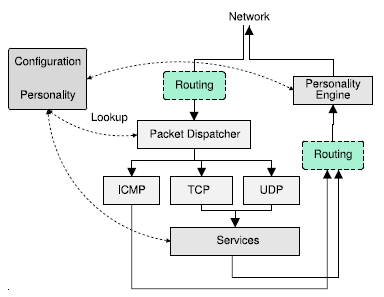 Network
Configuration
Personality
Routing
Personality
Engine
Lookup
Packet Dispatcher
Routing
ICMP
TCP
UDP
Services